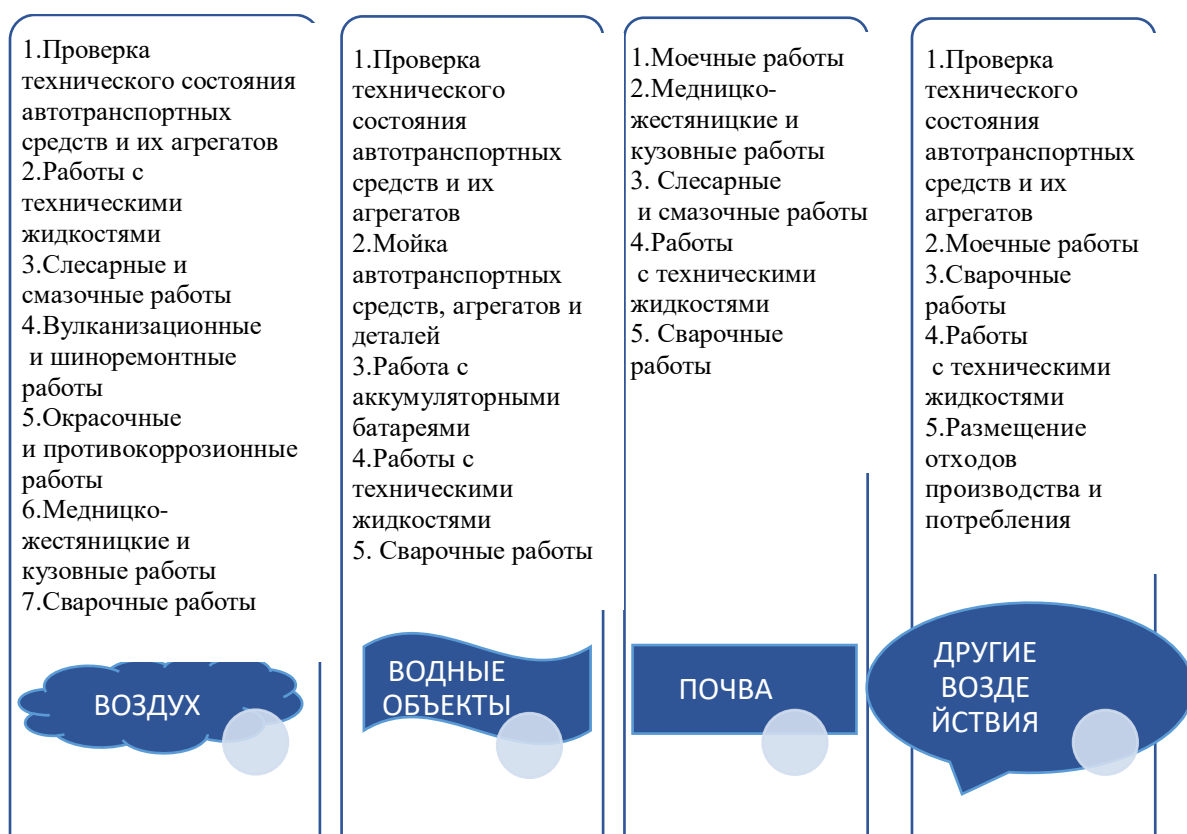 1.Проверка
технического состояния
автотранспортных
средств и их агрегатов
2.Работы с
техническими
жидкостями
3.Слесарные и
смазочные работы
4.Вулканизационные
и шиноремонтные
работы
5.Окрасочные
и противокоррозионные
работы
6.Медницко-
жестяницкие и
кузовные работы
7.Сварочные работы
ВОЗДУХ
1.Проверка
технического
состояния
автотранспортных
средств и их
агрегатов
2.Мойка
автотранспортных
средств, агрегатов и
деталей
3.Работа с
аккумуляторными
батареями
4.Работы с
техническими
жидкостями
5. Сварочные работы
ВОДНЫЕ
ОБЪЕКТЫ
1.Моечные работы
2.Медницко-
жестяницкие и
кузовные работы
3. Слесарные
и смазочные работы
4.Работы
с техническими
жидкостями
5. Сварочные
работы
ПОЧВА
1.Проверка
технического
состояния
автотранспортных
средств и их
агрегатов
2.Моечные работы
3.Сварочные
работы
4.Работы
с техническими
жидкостями
5.Размещение
отходов
производства и
потребления
ДРУГИЕ
ВОЗДЕ
ЙСТВИЯ